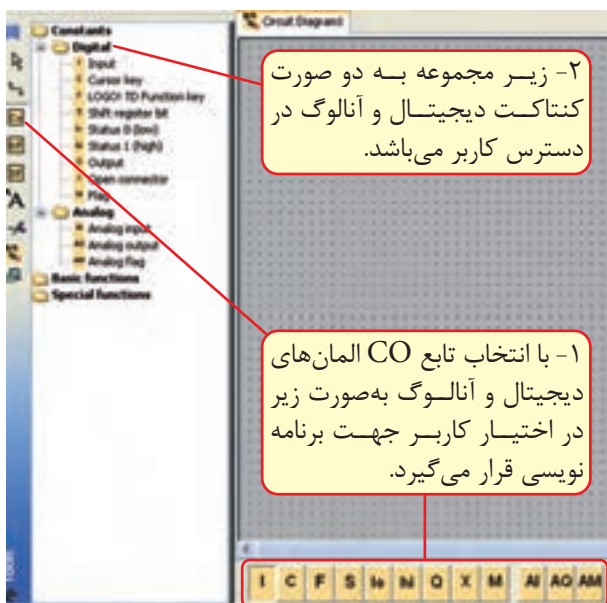 Circuit Diagram1
Constants
Digital
Input
Cursor key
LOGO! TD Function key
Shift register bit
Status 0 (low)
Status 1 (high)
Output
Open connector
Flag
Analog
Analog input
Analog output
Analog flag
Basic functions
Special functions
۲- زیر مجموعه به دو صورت
کنتاکت دیجیتال و آنالوگ در
دسترس کاربر می‌باشد.
۱- با انتخاب تابع CO المان‌های
دیجیتال و آنالوگ به‌صورت زیر
در اختیار کاربر جهت برنامه
نویسی قرار می‌گیرد.
I C F S lo hi Q X M AI AQ AM